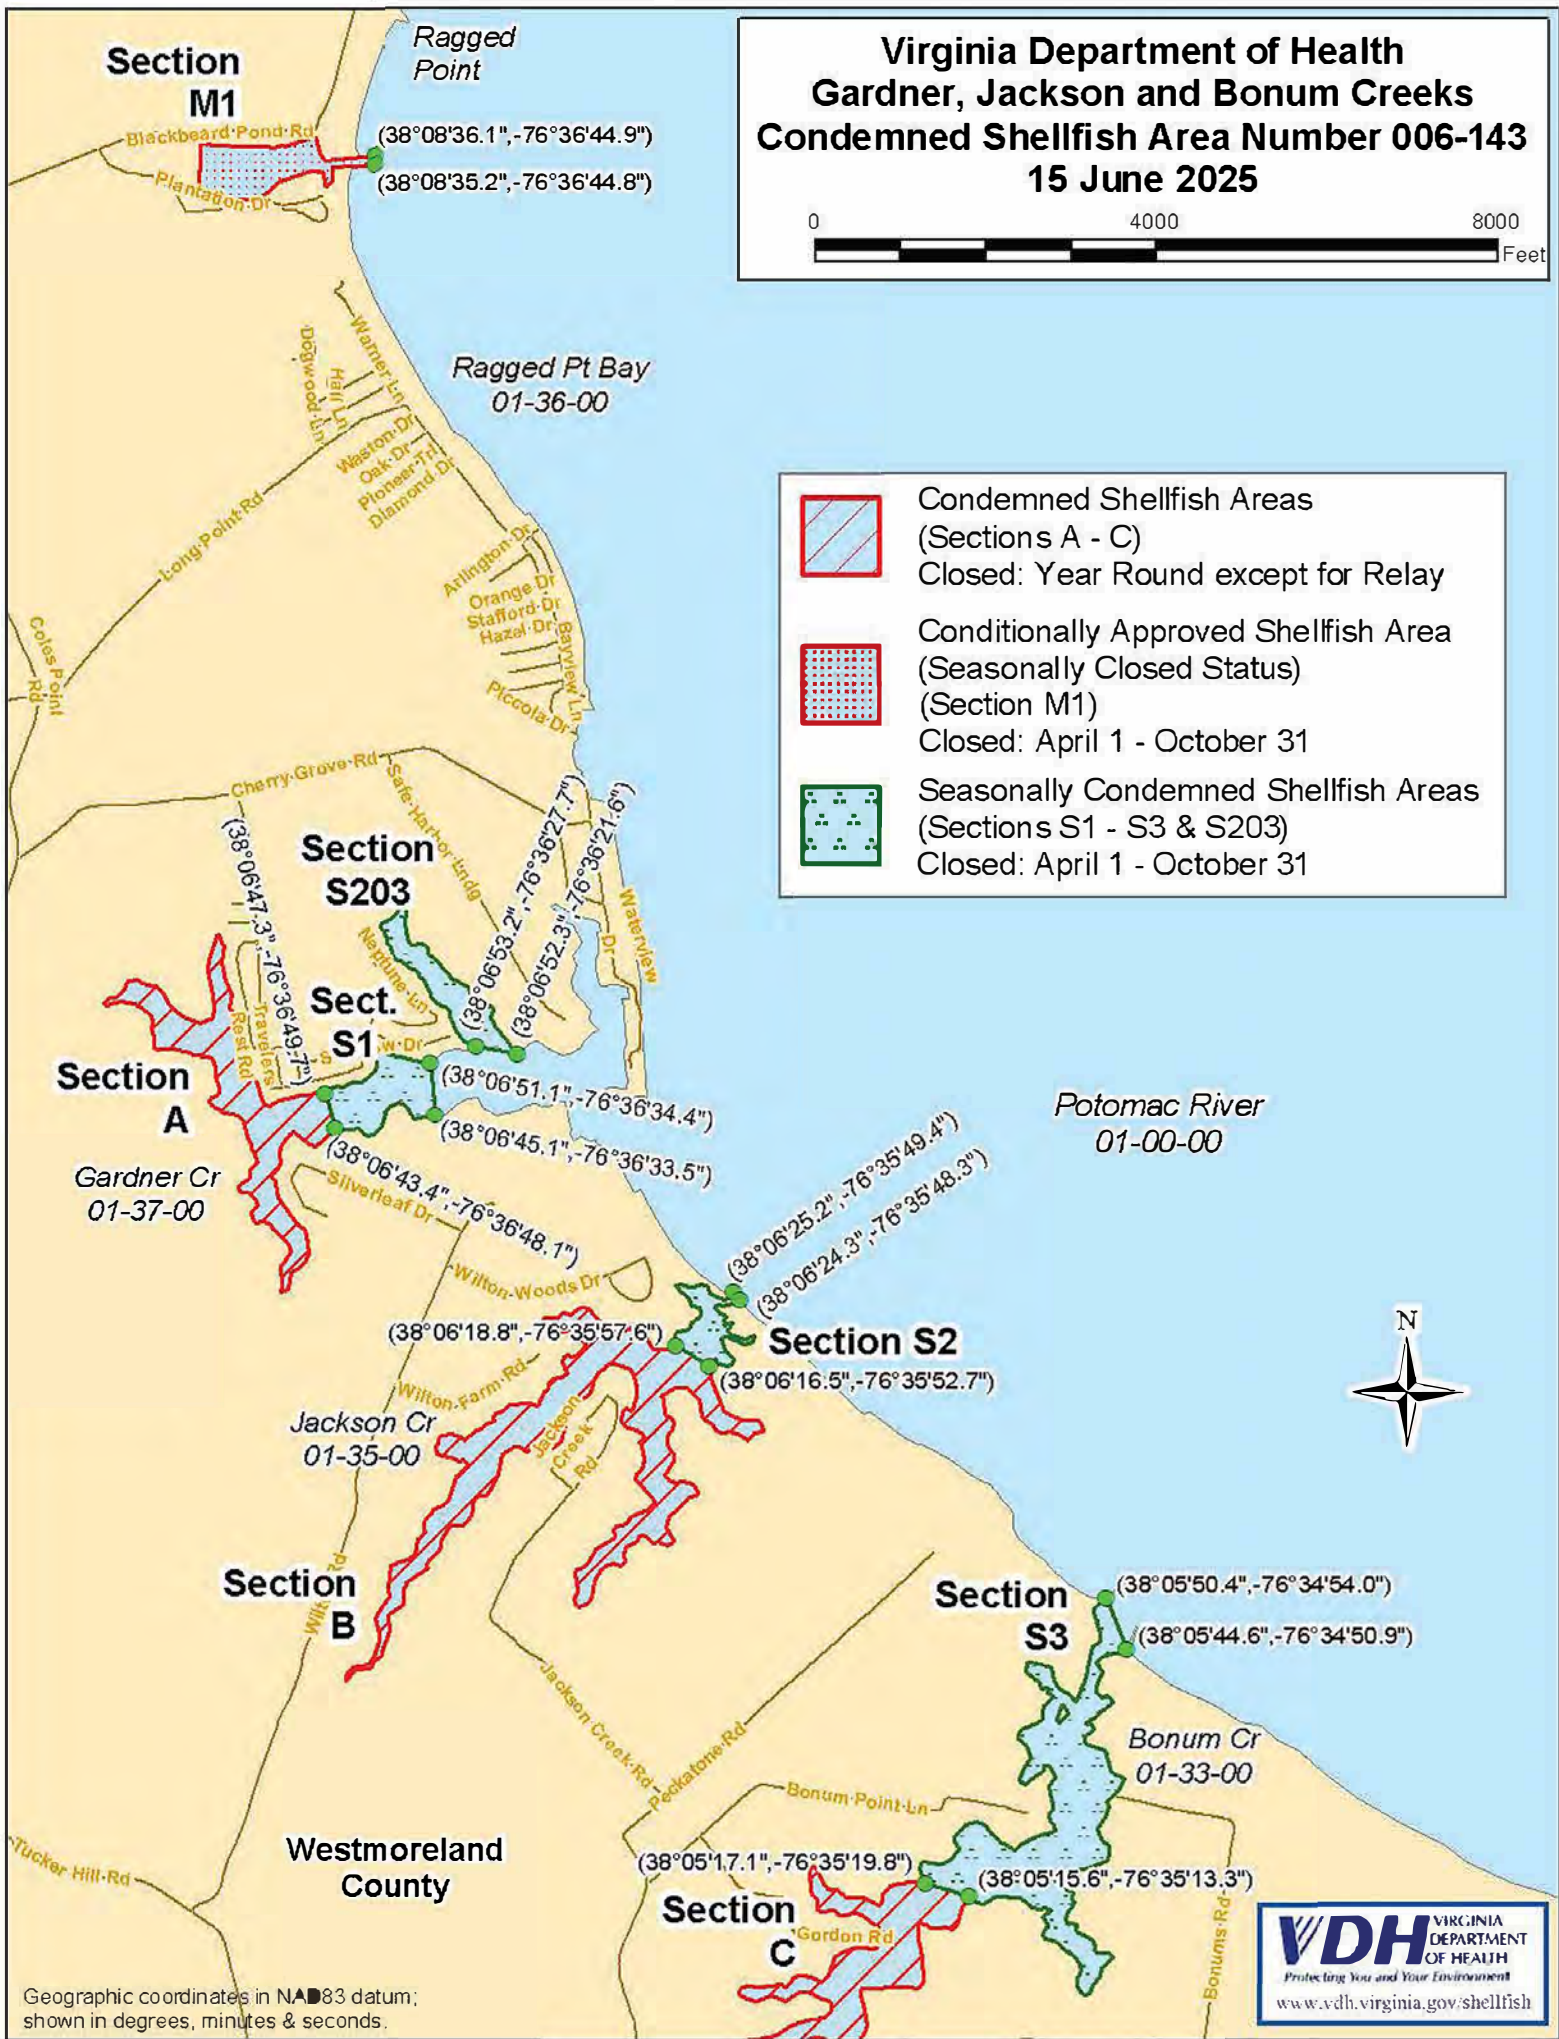 Section
M1
Ragged
Point
Virginia Department of Health
Gardner, Jackson and Bonum Creeks
Condemned Shellfish Area Number 006-143
15 June 2025
0 4000 8000
Feet
Blackbeard Pond Rd
Plantation Dr
(38°08'36.1",-76°36'44.9")
(38°08'35.2",-76°36'44.8")
Ragged Pt Bay
01-36-00
Warner Ln
Dogwood Ln
Hall Ln
Waston Dr
Oak Dr
Pioneer Trl
Diamond Dr
Long Point Rd
Arlington Dr
Orange Dr
Stafford Dr
Hazel Dr
Bayview Ln
Piccola Dr
Coles Point
Rd
Condemned Shellfish Areas
(Sections A - C)
Closed: Year Round except for Relay
Conditionally Approved Shellfish Area
(Seasonally Closed Status)
(Section M1)
Closed: April 1 - October 31
Seasonally Condemned Shellfish Areas
(Sections S1 - S3 & S203)
Closed: April 1 - October 31
Cherry Grove Rd
Safe Harbor Lndg
(38°06'47.3",-76°36'49.7")
Section
S203
(38°06'53.2",-76°36'27.7")
(38°06'52.3",-76°36'21.6")
Waterview
Dr
Neptune Ln
Sect.
S1
Travelers
Rest Rd
S
w Dr
Section
A
(38°06'51.1",-76°36'34.4")
(38°06'45.1",-76°36'33.5")
(38°06'43.4",-76°36'48.1")
Gardner Cr
01-37-00
Silverleaf Dr
Potomac River
01-00-00
(38°06'25.2",-76°35'49.4")
(38°06'24.3",-76°35'48.3")
Wilton Woods Dr
(38°06'18.8",-76°35'57.6")
Section S2
(38°06'16.5",-76°35'52.7")
N
Wilton Farm Rd
Jackson Cr
01-35-00
Jackson
Creek
Rd
Section
B
Section
S3
(38°05'50.4",-76°34'54.0")
(38°05'44.6",-76°34'50.9")
Jackson Creek Rd
Peckatone Rd
Bonum Cr
01-33-00
Bonum Point Ln
Tucker Hill Rd
Westmoreland
County
(38°05'17.1",-76°35'19.8")
(38°05'15.6",-76°35'13.3")
Section
C
Gordon Rd
Bonums Rd
VDH VIRGINIA
DEPARTMENT
OF HEALTH
Protecting You and Your Environment
www.vdh.virginia.gov/shellfish
Geographic coordinates in NAD83 datum;
shown in degrees, minutes & seconds.